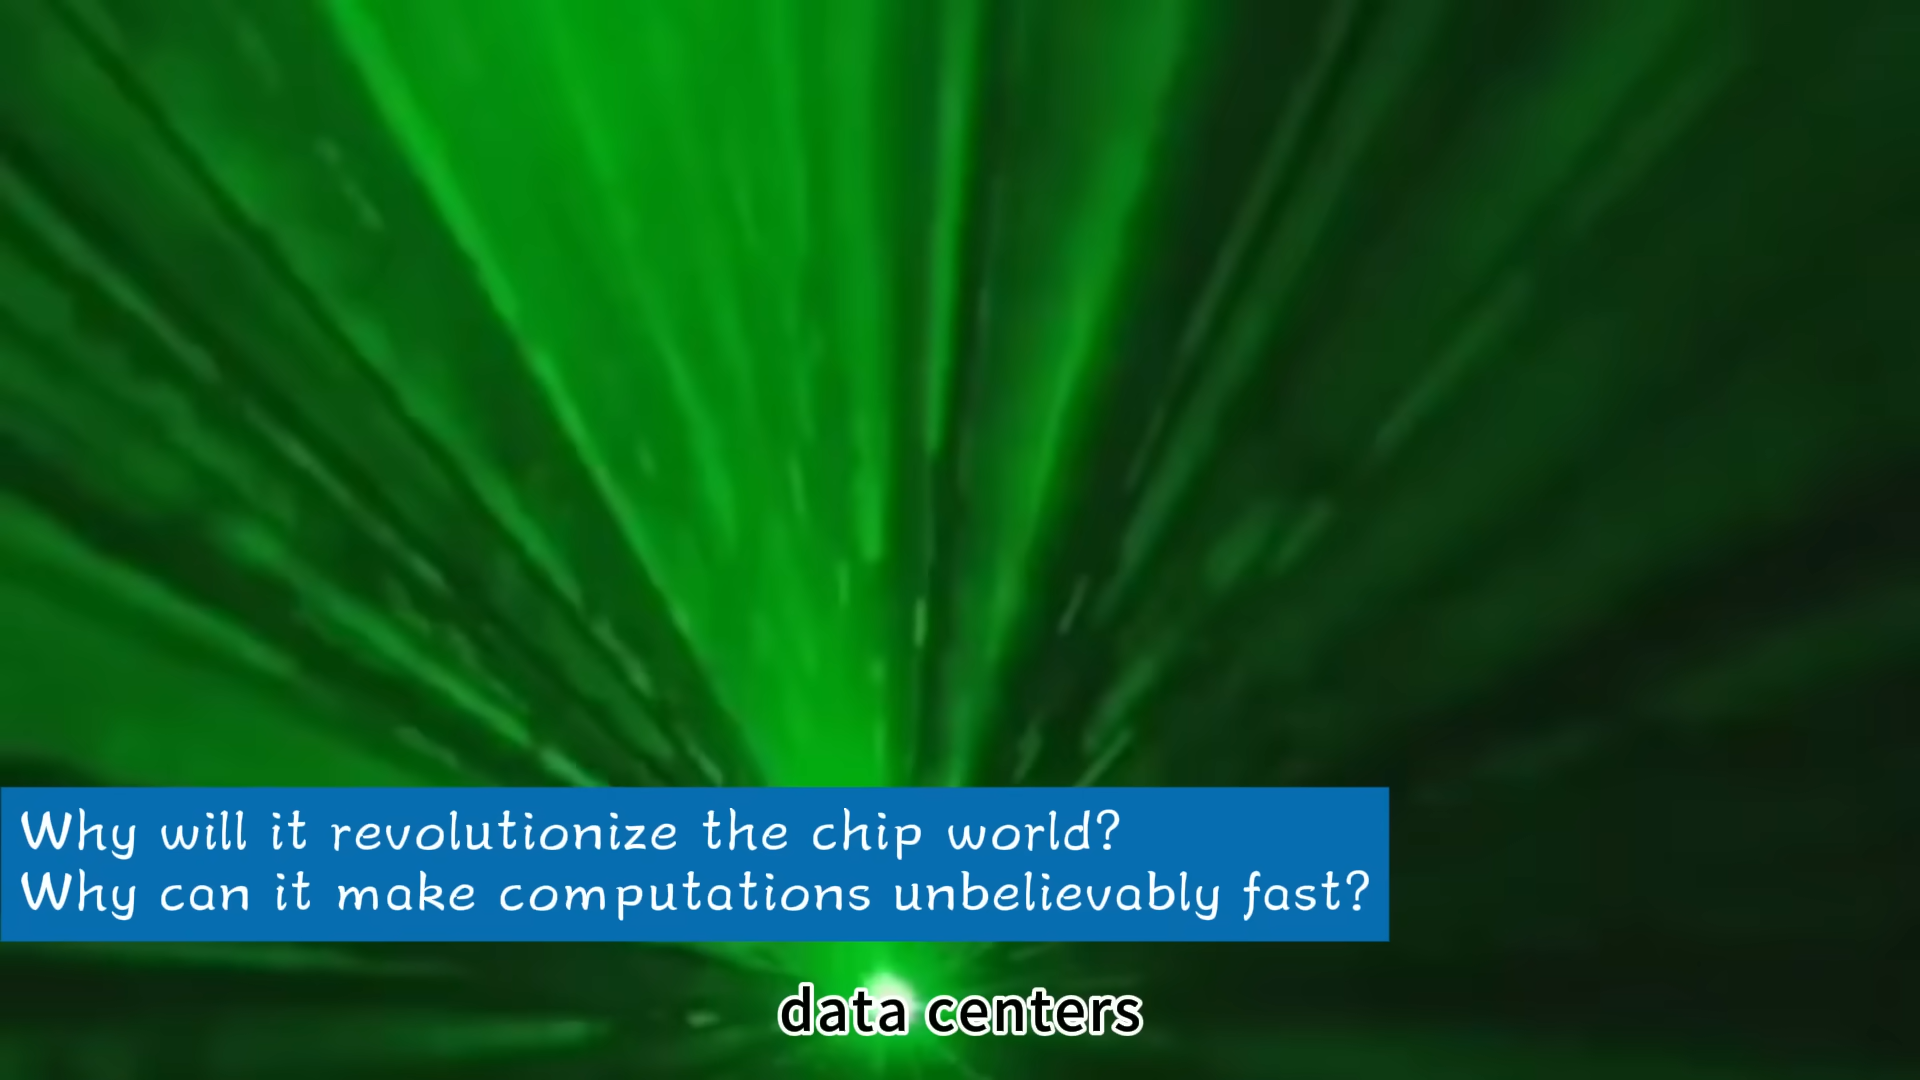 Why will it revolutionize the chip world?
Why can it make computations unbelievably fast?
data centers